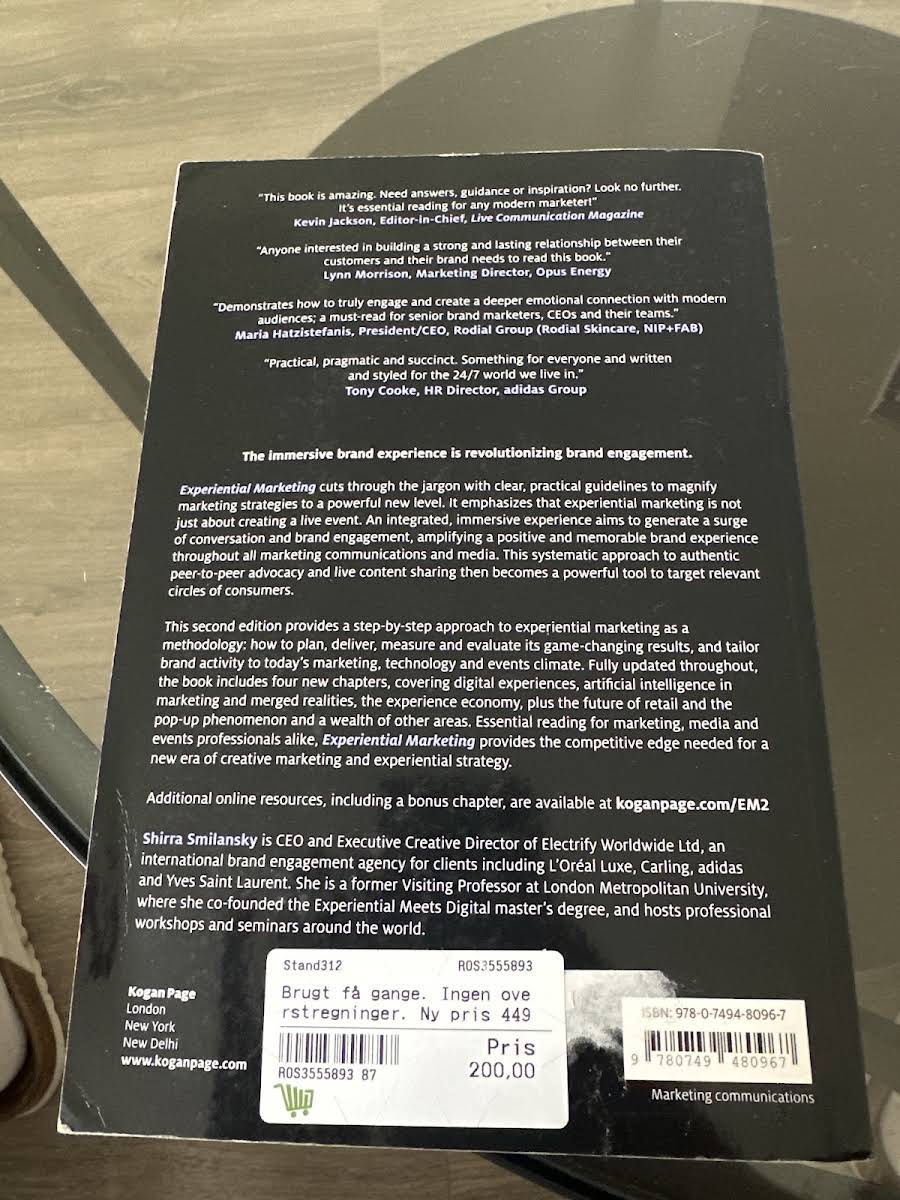 "This book is amazing. Need answers, guidance or inspiration? Look no further.
It's essential reading for any modern marketer!"
Kevin Jackson, Editor-in-Chief, Live Communication Magazine
"Anyone interested in building a strong and lasting relationship between their
customers and their brand needs to read this book."
Lynn Morrison, Marketing Director, Opus Energy
"Demonstrates how to truly engage and create a deeper emotional connection with modern
audiences; a must-read for senior brand marketers, CEOs and their teams."
Maria Hatzistefanis, President/CEO, Rodial Group (Rodial Skincare, NIP+FAB)
"Practical, pragmatic and succinct. Something for everyone and written
and styled for the 24/7 world we live in."
Tony Cooke, HR Director, adidas Group
The immersive brand experience is revolutionizing brand engagement.
Experiential Marketing cuts through the jargon with clear, practical guidelines to magnify
marketing strategies to a powerful new level. It emphasizes that experiential marketing is not
just about creating a live event. An integrated, immersive experience aims to generate a surge
of conversation and brand engagement, amplifying a positive and memorable brand experience
throughout all marketing communications and media. This systematic approach to authentic
peer-to-peer advocacy and live content sharing then becomes a powerful tool to target relevant
circles of consumers.
This second edition provides a step-by-step approach to experiential marketing as a
methodology: how to plan, deliver, measure and evaluate its game-changing results, and tailor
brand activity to today's marketing, technology and events climate. Fully updated throughout,
the book includes four new chapters, covering digital experiences, artificial intelligence in
marketing and merged realities, the experience economy, plus the future of retail and the
pop-up phenomenon and a wealth of other areas. Essential reading for marketing, media and
events professionals alike, Experiential Marketing provides the competitive edge needed for a
new era of creative marketing and experiential strategy.
Additional online resources, including a bonus chapter, are available at koganpage.com/EM2
Shirra Smilansky is CEO and Executive Creative Director of Electrify Worldwide Ltd, an
international brand engagement agency for clients including L'Oréal Luxe, Carling, adidas
and Yves Saint Laurent. She is a former Visiting Professor at London Metropolitan University,
where she co-founded the Experiential Meets Digital master's degree, and hosts professional
workshops and seminars around the world.
Kogan Page
London
New York
New Delhi
www.koganpage.com
Stand312 ROS3555893
Brugt få gange. Ingen ove
rstregninger. Ny pris 449
Pris
200,00
ROS3555893 87
ISBN: 978-0-7494-8096-7
9 780749 480967
Marketing communications